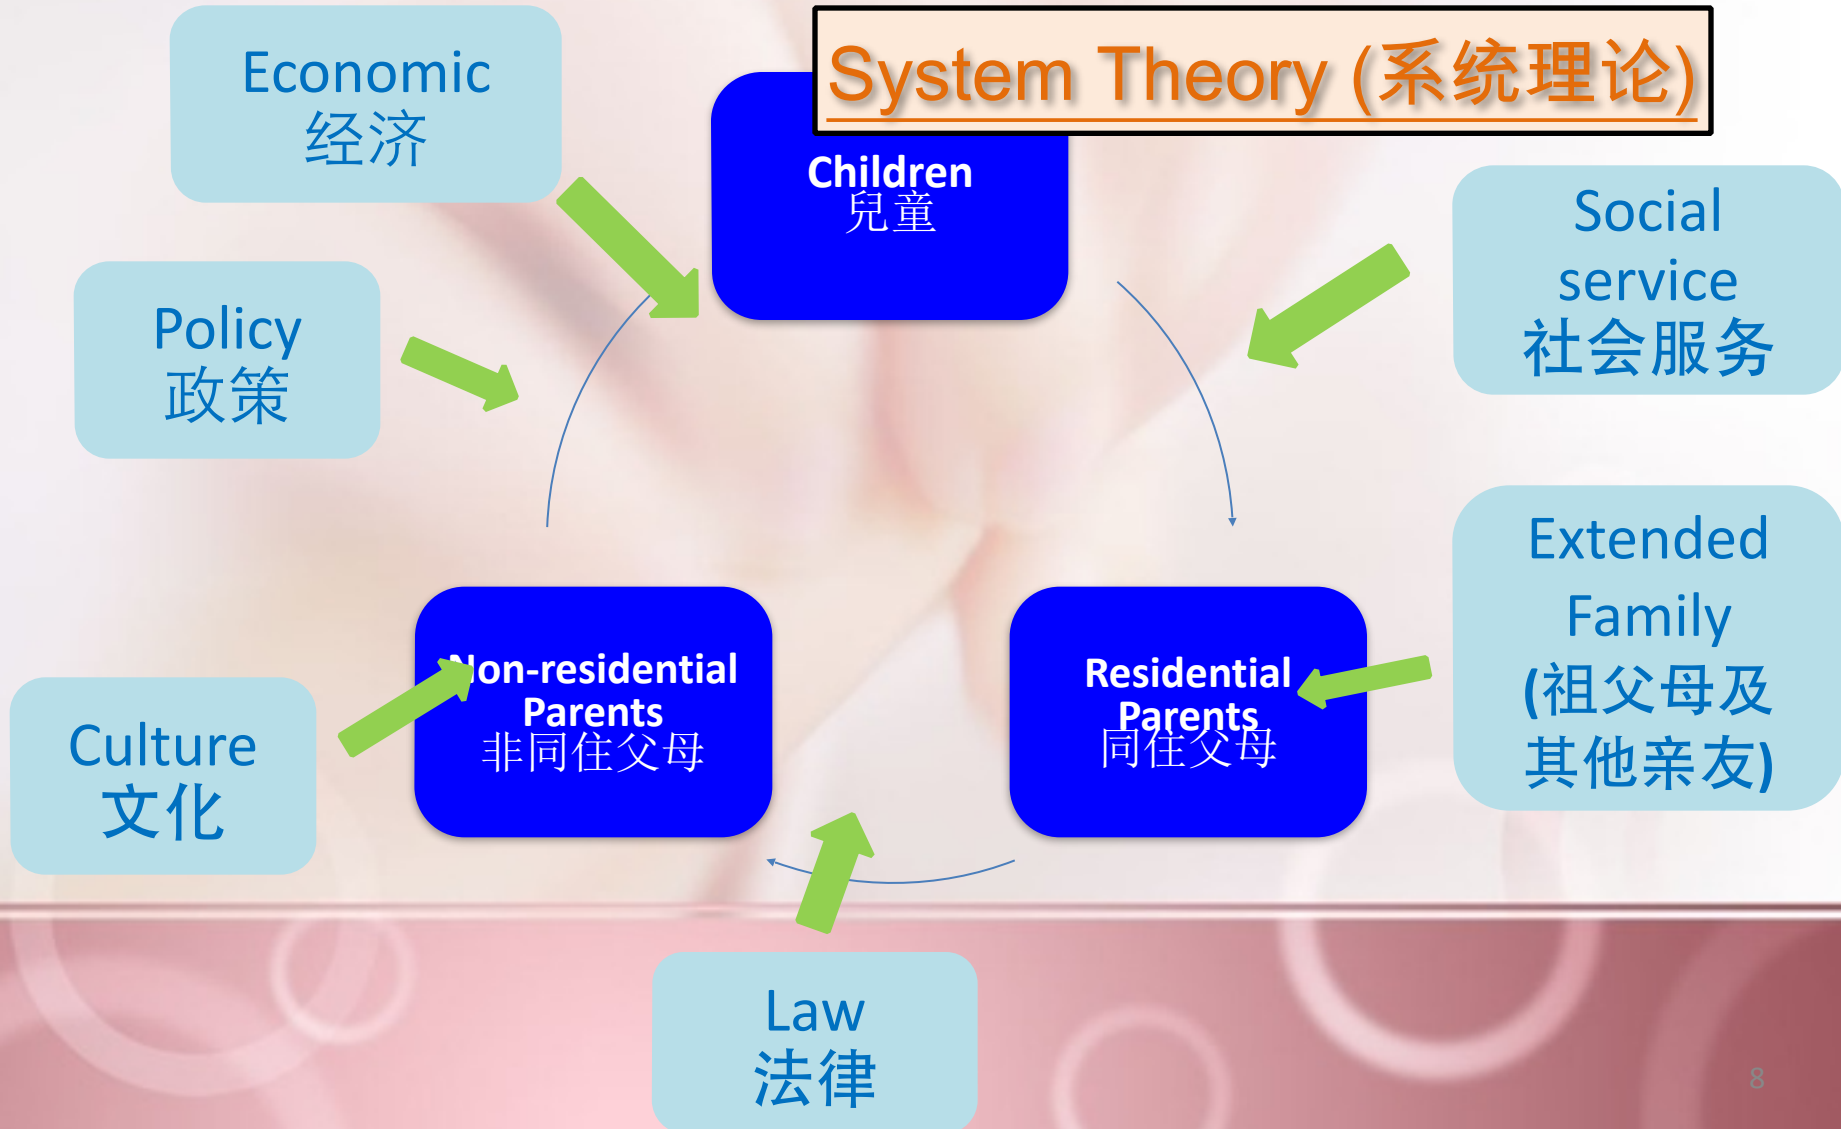 System Theory (系统理论)
Economic
经济
Children
兒童
Social
service
社会服务
Policy
政策
Extended
Family
(祖父母及
其他亲友)
Non-residential
Parents
非同住父母
Residential
Parents
同住父母
Culture
文化
Law
法律
8